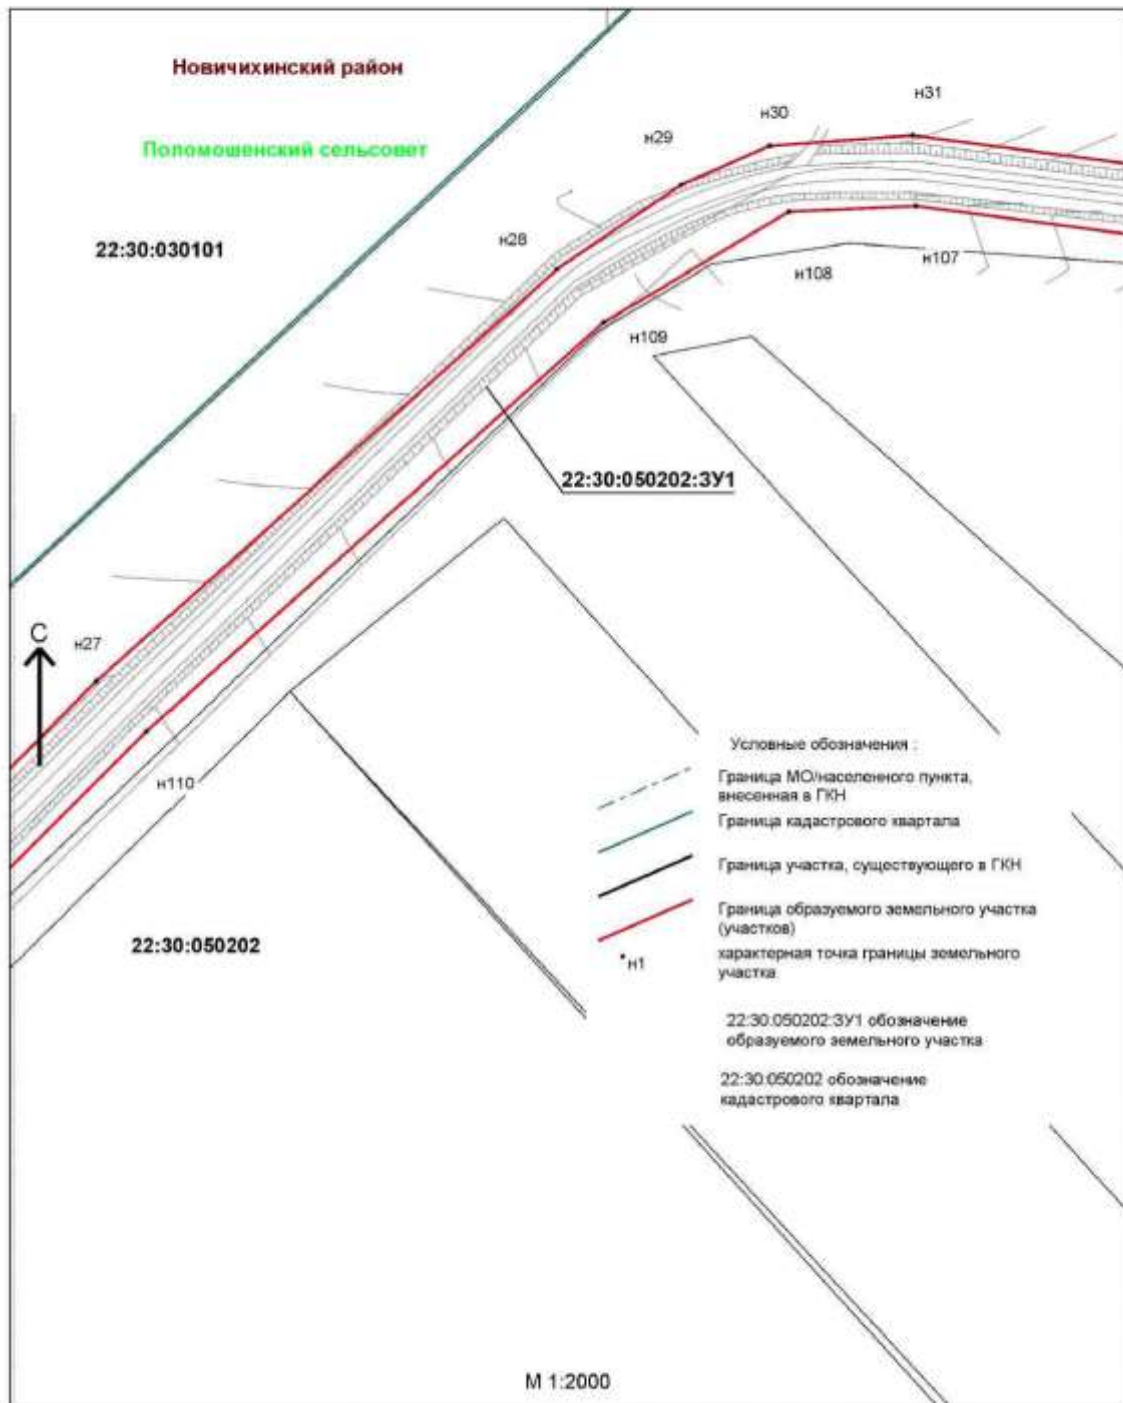 Новичихинский район
Поломошенский сельсовет
22:30:030101
н31
н30
н29
н28
н107
н108
н109
22:30:050202:ЗУ1
С
н27
н110
22:30:050202
Условные обозначения :
Граница МО/населенного пункта,
внесенная в ГКН
Граница кадастрового квартала
Граница участка, существующего в ГКН
Граница образуемого земельного участка
(участков)
н1
характерная точка границы земельного
участка
22:30:050202:ЗУ1 обозначение
образуемого земельного участка
22:30:050202 обозначение
кадастрового квартала
М 1:2000